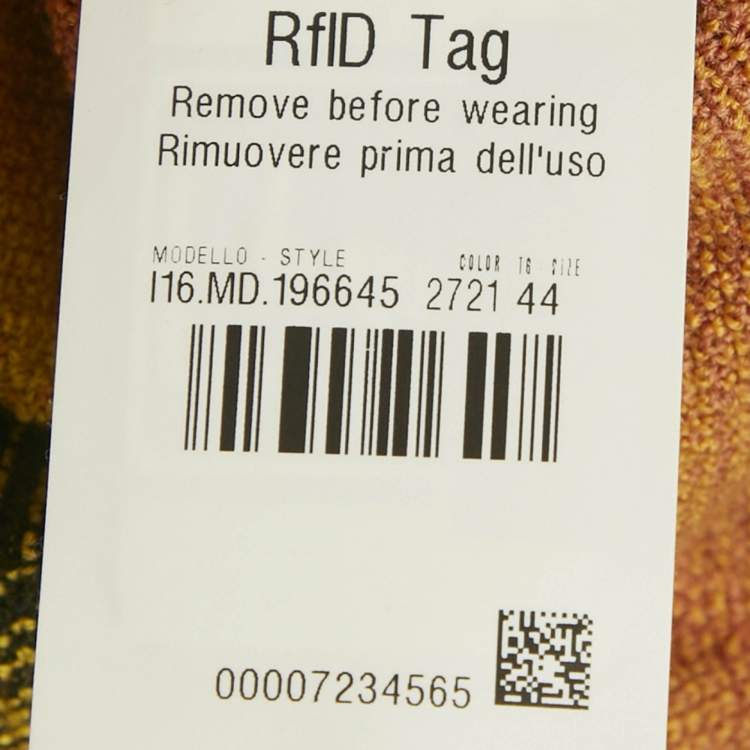 RfID Tag
Remove before wearing
Rimuovere prima dell'uso
MODELLO - STYLE COLOR TG SIZE
I16.MD.196645 2721 44
00007234565